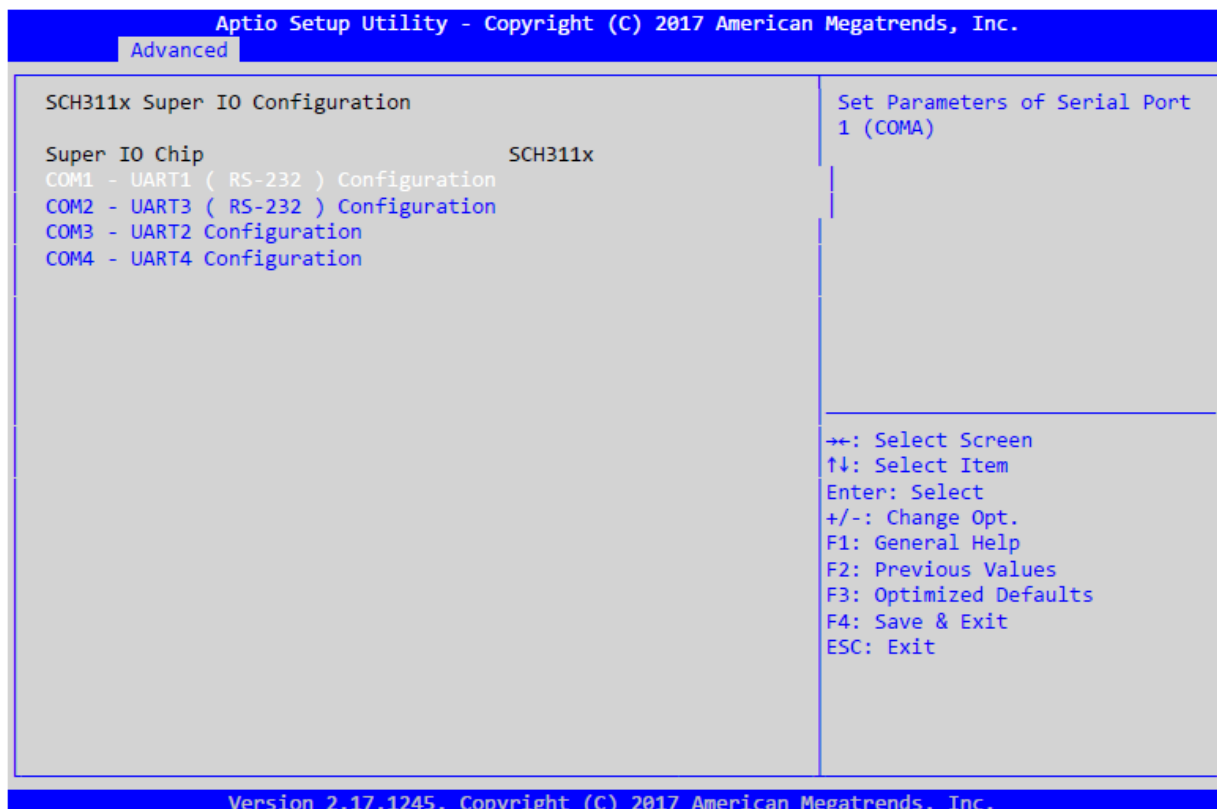 Aptio Setup Utility - Copyright (C) 2017 American Megatrends, Inc.
Advanced
SCH311x Super IO Configuration
Super IO Chip SCH311x
COM1 - UART1 ( RS-232 ) Configuration
COM2 - UART3 ( RS-232 ) Configuration
COM3 - UART2 Configuration
COM4 - UART4 Configuration
Set Parameters of Serial Port
1 (COMA)
→←: Select Screen
↑↓: Select Item
Enter: Select
+/-: Change Opt.
F1: General Help
F2: Previous Values
F3: Optimized Defaults
F4: Save & Exit
ESC: Exit
Version 2.17.1245. Copyright (C) 2017 American Megatrends, Inc.